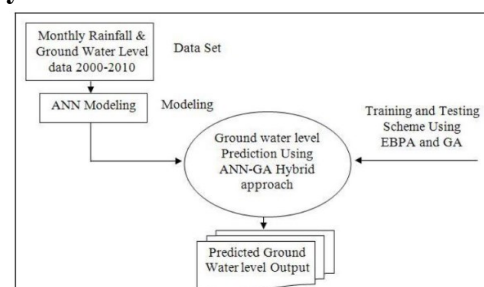 Monthly Rainfall &
Ground Water Level
data 2000-2010
Data Set
ANN Modeling
Modeling
Training and Testing
Scheme Using
EBPA and GA
Ground water level
Prediction Using
ANN-GA Hybrid
approach
Predicted Ground
Water level Output